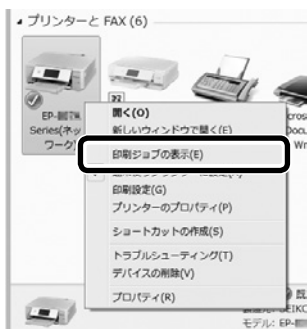 プリンターと FAX (6)
EP-
Series(ネッ
ワーク)
開く(O)
新しいウィンドウで開く(E)
印刷ジョブの表示(E)
印刷設定(G)
プリンターのプロパティ(P)
ショートカットの作成(S)
トラブルシューティング(T)
デバイスの削除(V)
プロパティ(R)
モデル: EP-